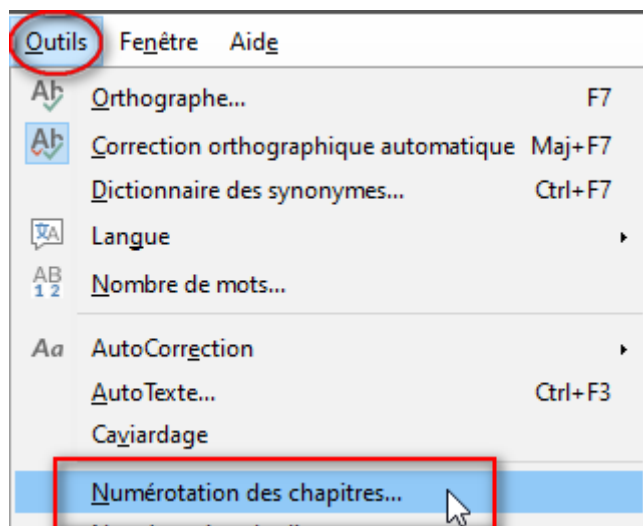 Outils Fenêtre Aide
Orthographe... F7
Correction orthographique automatique Maj+F7
Dictionnaire des synonymes... Ctrl+F7
Langue
Nombre de mots...
AutoCorrection
AutoTexte... Ctrl+F3
Caviardage
Numérotation des chapitres...